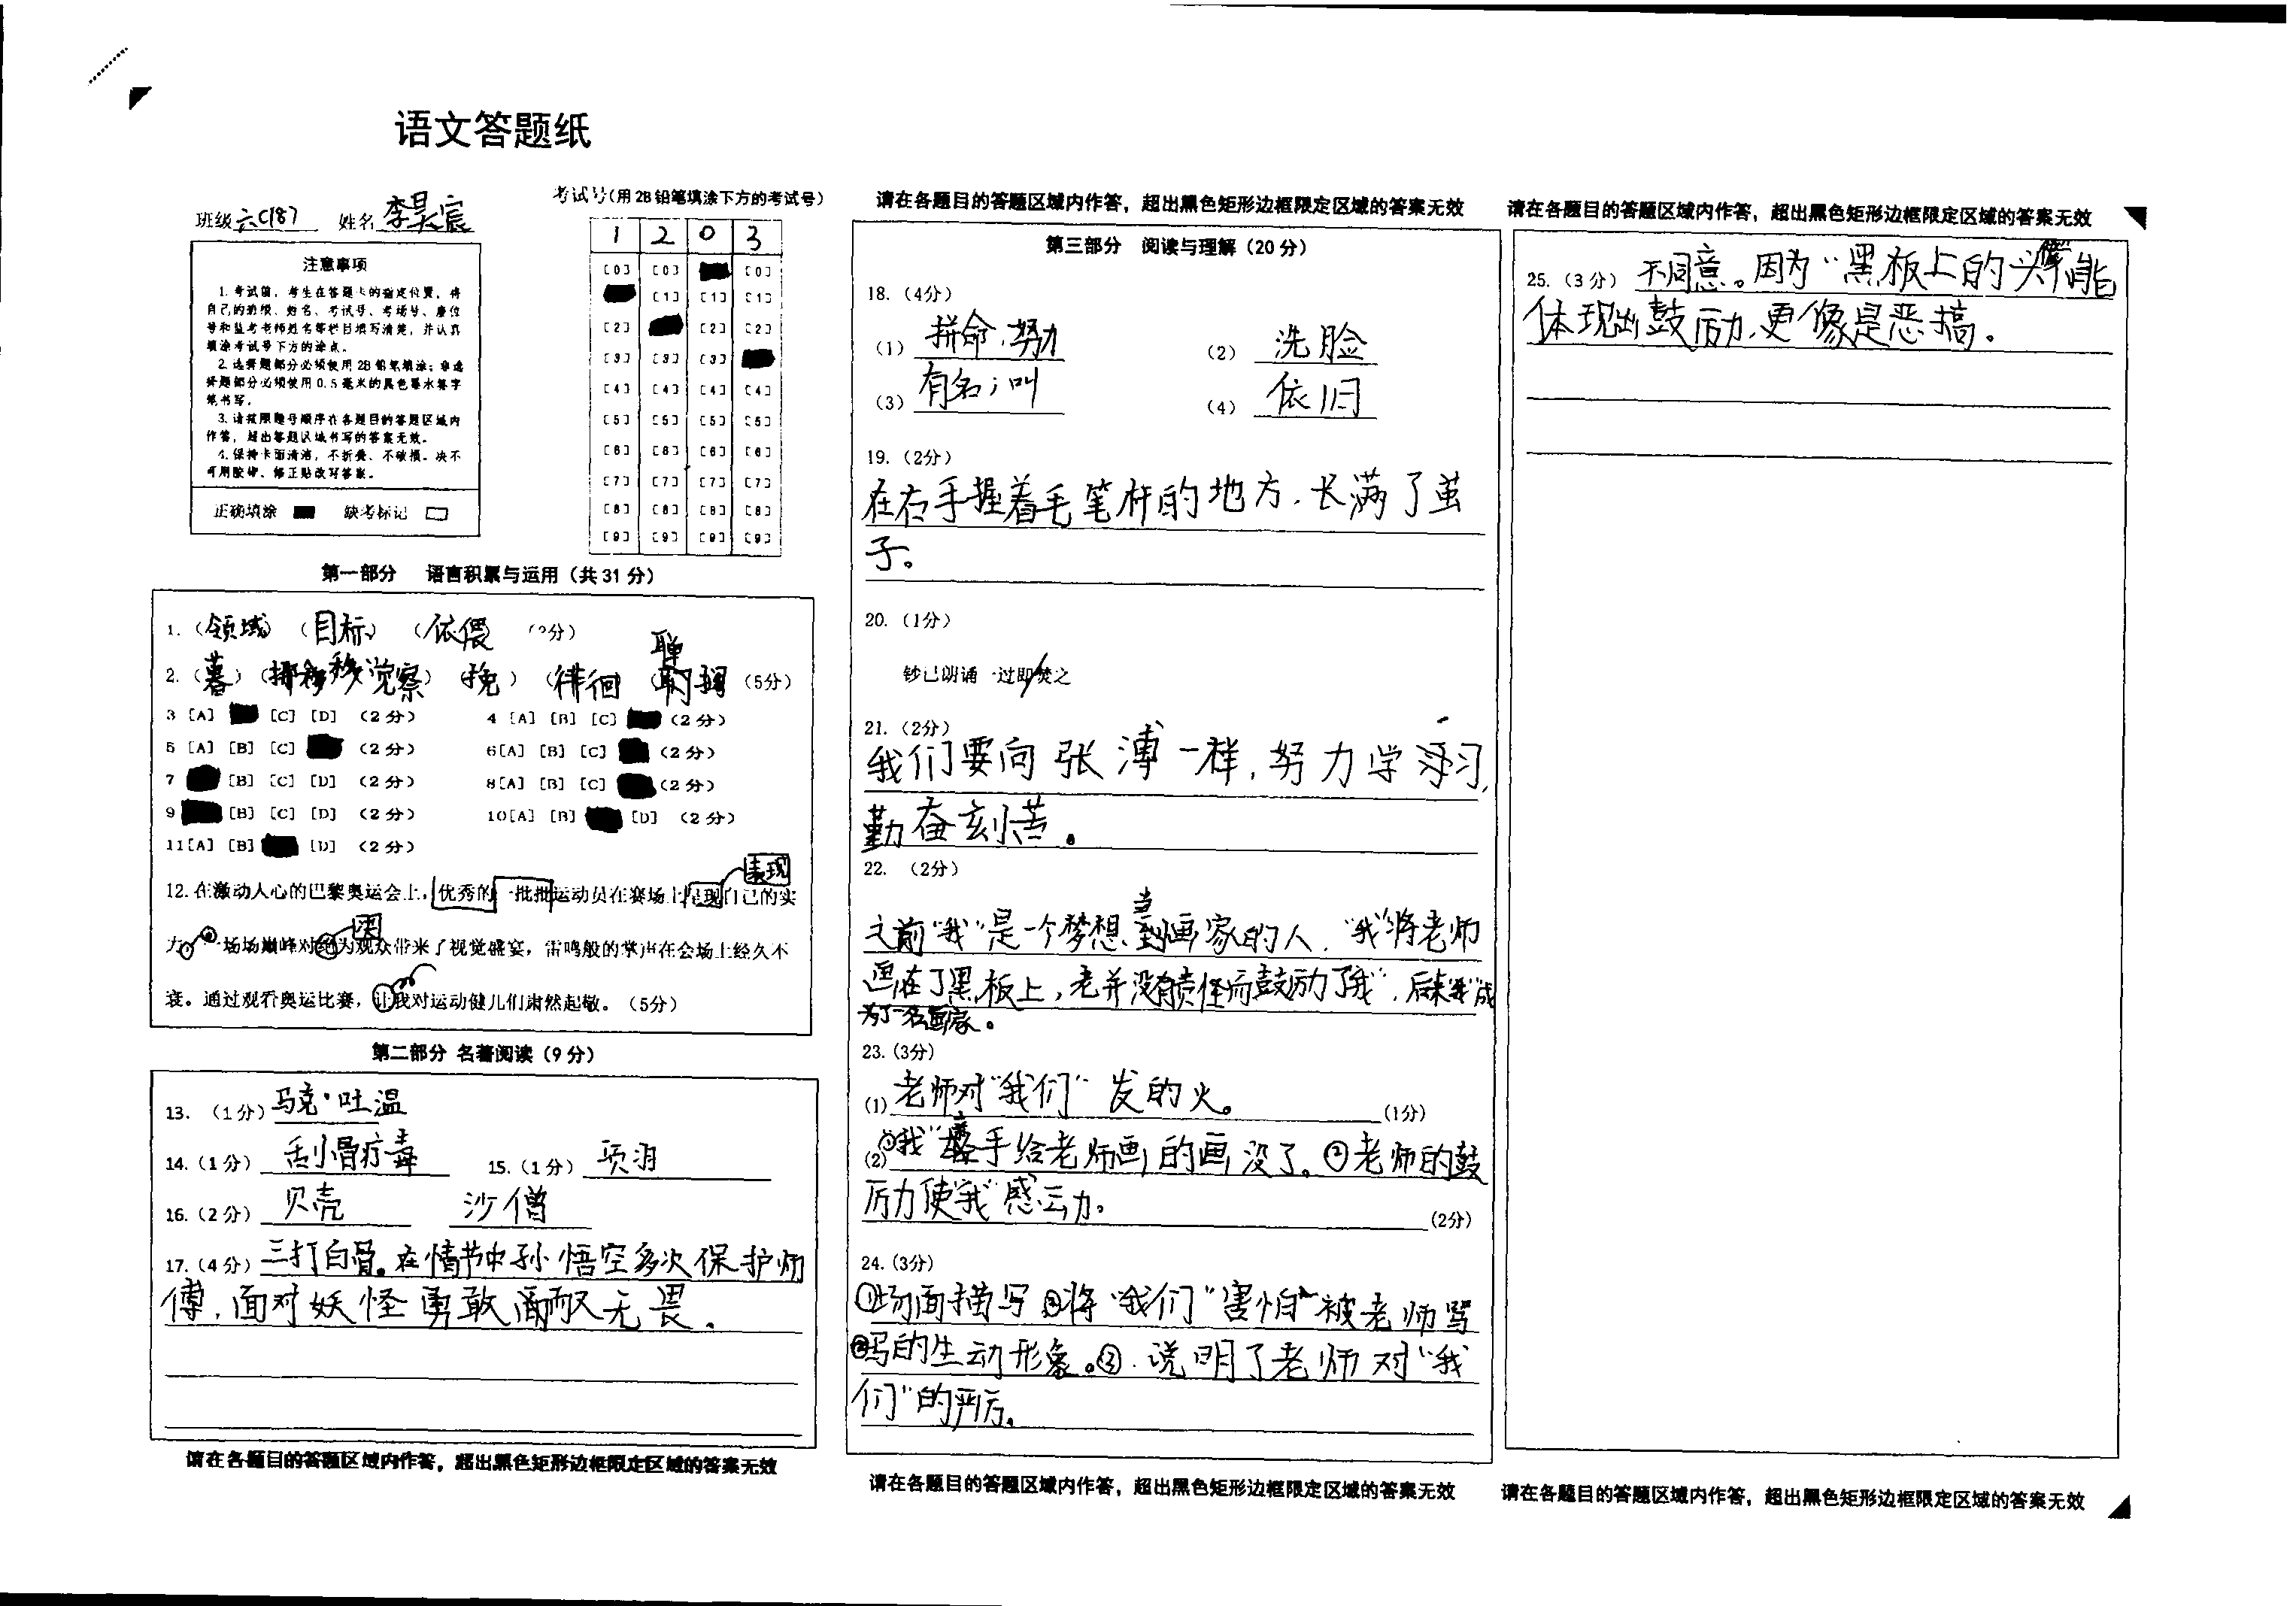 语文答题纸
班级 六(18) 姓名 李昊宸
考试号(用2B铅笔填涂下方的考试号)
1 2 0 3
注意事项
1.考试前,考生在答题卡的指定位置,将
自己的班级、姓名、考试号、考场号、座位
号和监考老师姓名等栏目填写清楚,并认真
填涂考试号下方的涂点。
2.选择题部分必须使用2B铅笔填涂;非选
择题部分必须使用0.5毫米的黑色墨水签字
笔书写。
3.请按照题号顺序在各题目的答题区域内
作答,超出答题区域书写的答案无效。
4.保持卡面清洁,不折叠、不破损。决不
可用胶带、修正贴改写答案。
正确填涂 缺考标记
[0] [0] [0]
[1] [1] [1]
[2] [2] [2]
[3] [3] [3]
[4] [4] [4] [4]
[5] [5] [5] [5]
[6] [6] [6] [6]
[7] [7] [7] [7]
[8] [8] [8] [8]
[9] [9] [9] [9]
第一部分 语言积累与运用(共31分)
1.(领域)(目标)(依偎
2.(暮)( 觉察)(挽)(徘徊 (5分)
3 [A] [C] [D] (2分) 4 [A] [B] [C] (2分)
5 [A] [B] [C] (2分) 6[A] [B] [C] (2分)
7 [B] [C] [D] (2分) 8[A] [B] [C] (2分)
9 [B] [C] [D] (2分) 10[A] [B] [D] (2分)
11[A] [B] [D] (2分)
表现
12.在激动人心的巴黎奥运会上,优秀的一批批运动员在赛场上呈现自己的实
力。一场场巅峰对绝为观众带来了视觉盛宴,雷鸣般的掌声在会场上经久不
衰。通过观看奥运比赛,让我对运动健儿们肃然起敬。(5分)
第二部分 名著阅读(9分)
13.(1分)马克·吐温
14.(1分)刮骨疗毒 15.(1分)项羽
16.(2分)贝壳 沙僧
17.(4分)三打白骨。在情节中孙悟空多次保护师
傅,面对妖怪勇敢 无畏。
请在各题目的答题区域内作答,超出黑色矩形边框限定区域的答案无效
请在各题目的答题区域内作答,超出黑色矩形边框限定区域的答案无效
第三部分 阅读与理解(20分)
18.(4分)
(1)拼命;努力 (2)洗脸
(3)有名;叫 (4)依旧
19.(2分)
在右手握着毛笔杆的地方,长满了茧
子。
20.(1分)
钞已朗诵一过即/焚之
21.(2分)
我们要向张溥一样,努力学习,
勤奋刻苦。
22.(2分)
之前“我”是一个梦想当画家的人,“我”将老师
画在了黑板上,老并没有责怪而鼓励了“我”,后来“我”成
为了一名画家。
23.(3分)
(1)老师对“我们”发的火。(1分)
(2)①“我” 手给老师画的画没了。②老师的鼓
励使“我”感动。(2分)
24.(3分)
①场面描写②将“我们”害怕被老师骂
写的生动形象。③说明了老师对“我
们”的严厉。
请在各题目的答题区域内作答,超出黑色矩形边框限定区域的答案无效
请在各题目的答题区域内作答,超出黑色矩形边框限定区域的答案无效
25.(3分)不同意。因为“黑板上的头像”能
体现出鼓励,更像是恶搞。
请在各题目的答题区域内作答,超出黑色矩形边框限定区域的答案无效